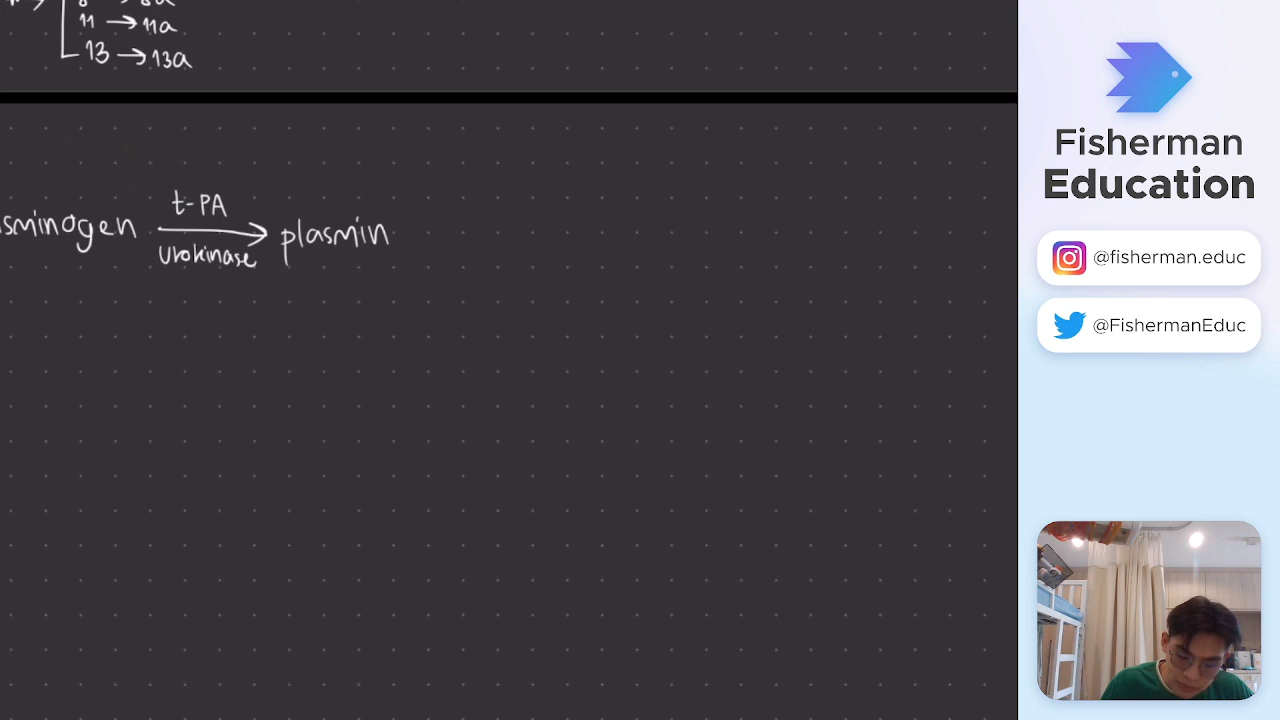 11 → 11a
13 → 13a
t-PA
sminogen → plasmin
urokinase
Fisherman
Education
@fisherman.educ
@FishermanEduc